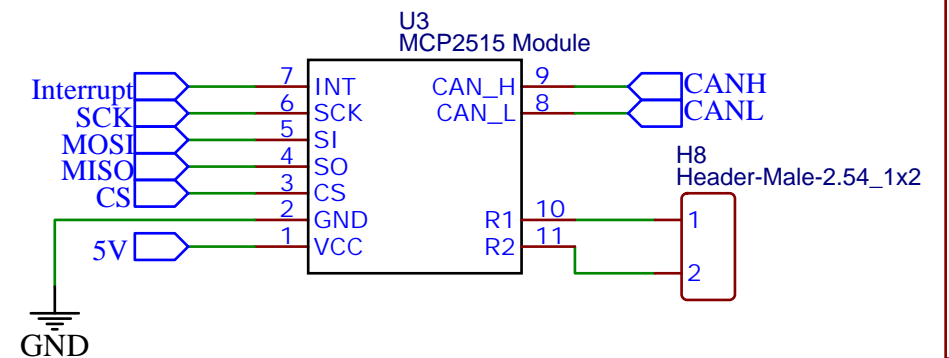 U3
MCP2515 Module
Interrupt 7 INT CAN_H 9 CANH
SCK 6 SCK CAN_L 8 CANL
MOSI 5 SI
MISO 4 SO
CS 3 CS
2 GND R1 10
5V 1 VCC R2 11
H8
Header-Male-2.54_1x2
1
2
GND